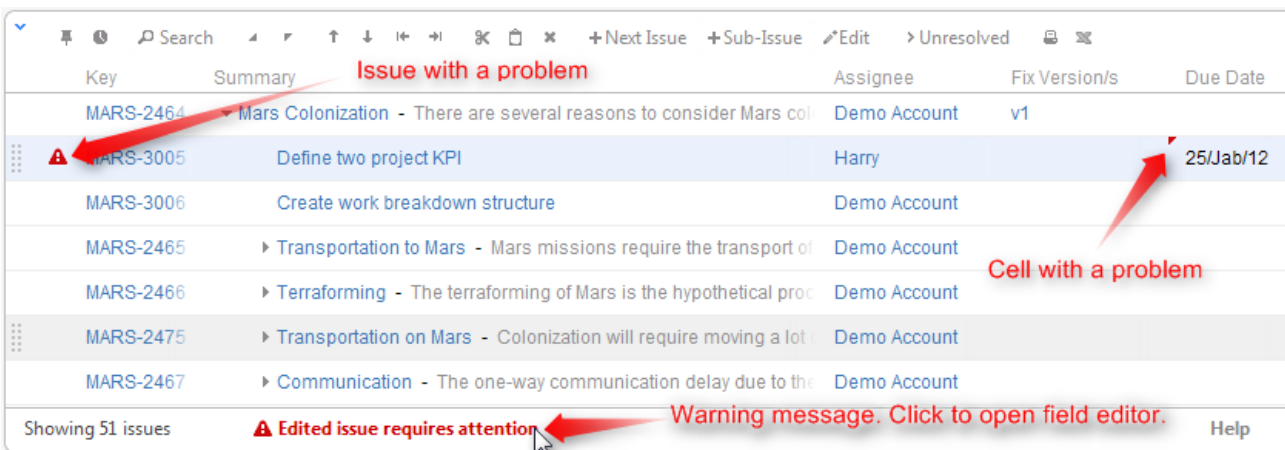 Search +Next Issue +Sub-Issue Edit >Unresolved
Key Summary Issue with a problem Assignee Fix Version/s Due Date
MARS-2464 Mars Colonization - There are several reasons to consider Mars col Demo Account v1
MARS-3005 Define two project KPI Harry 25/Jab/12
MARS-3006 Create work breakdown structure Demo Account
MARS-2465 Transportation to Mars - Mars missions require the transport of Demo Account
Cell with a problem
MARS-2466 Terraforming - The terraforming of Mars is the hypothetical proc Demo Account
MARS-2475 Transportation on Mars - Colonization will require moving a lot Demo Account
MARS-2467 Communication - The one-way communication delay due to the Demo Account
Showing 51 issues Edited issue requires attention Warning message. Click to open field editor. Help